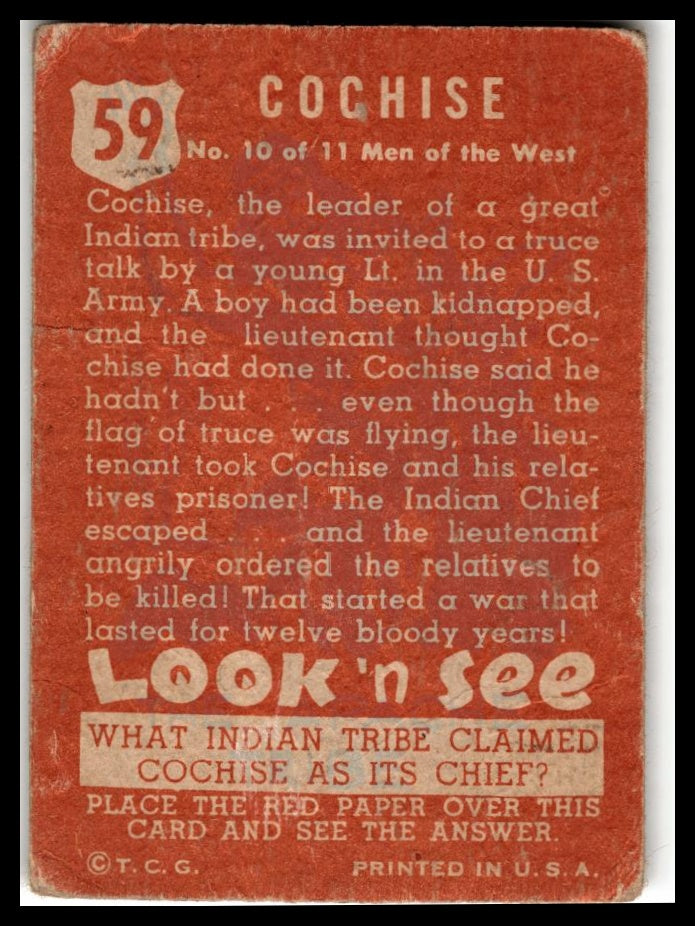 59
COCHISE
No. 10 of 11 Men of the West
Cochise, the leader of a great
Indian tribe, was invited to a truce
talk by a young Lt. in the U. S.
Army. A boy had been kidnapped,
and the lieutenant thought Co-
chise had done it. Cochise said he
hadn't but . . . even though the
flag of truce was flying, the lieu-
tenant took Cochise and his rela-
tives prisoner! The Indian Chief
escaped . . . and the lieutenant
angrily ordered the relatives to
be killed! That started a war that
lasted for twelve bloody years!
LOOK 'n See
WHAT INDIAN TRIBE CLAIMED
COCHISE AS ITS CHIEF?
PLACE THE RED PAPER OVER THIS
CARD AND SEE THE ANSWER.
© T. C. G. PRINTED IN U. S. A.